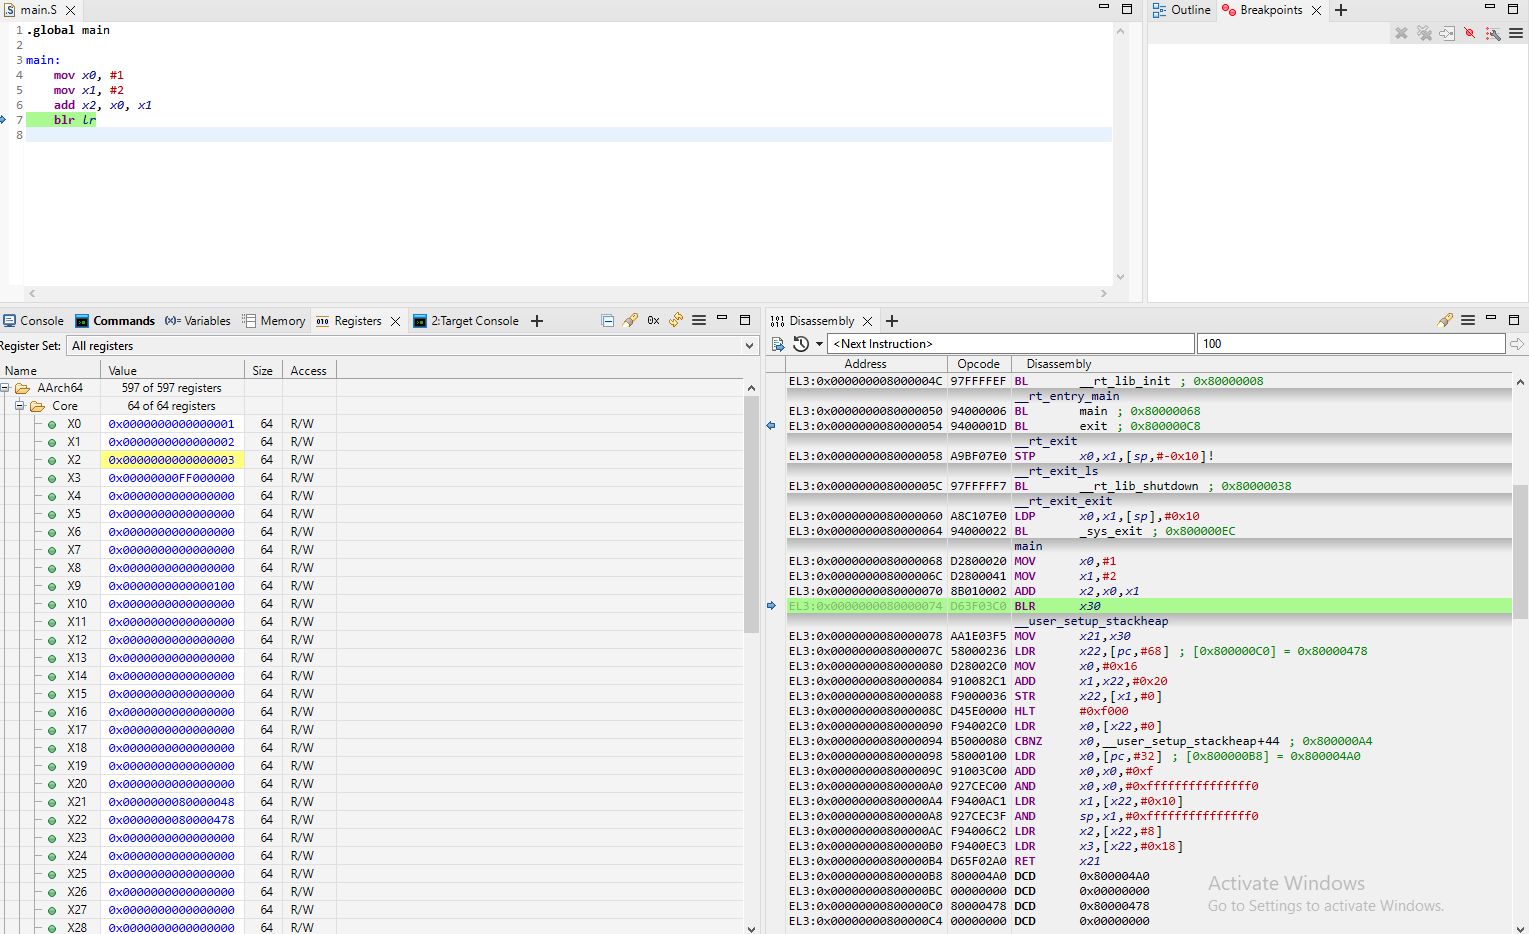 main.S
1 .global main
2
3 main:
4 mov x0, #1
5 mov x1, #2
6 add x2, x0, x1
7 blr lr
8
Outline Breakpoints
Console Commands (x)= Variables Memory 010 Registers 2:Target Console
Register Set: All registers
Name Value Size Access
AArch64 597 of 597 registers
Core 64 of 64 registers
X0 0x0000000000000001 64 R/W
X1 0x0000000000000002 64 R/W
X2 0x0000000000000003 64 R/W
X3 0x00000000FF000000 64 R/W
X4 0x0000000000000000 64 R/W
X5 0x0000000000000000 64 R/W
X6 0x0000000000000000 64 R/W
X7 0x0000000000000000 64 R/W
X8 0x0000000000000000 64 R/W
X9 0x0000000000000100 64 R/W
X10 0x0000000000000000 64 R/W
X11 0x0000000000000000 64 R/W
X12 0x0000000000000000 64 R/W
X13 0x0000000000000000 64 R/W
X14 0x0000000000000000 64 R/W
X15 0x0000000000000000 64 R/W
X16 0x0000000000000000 64 R/W
X17 0x0000000000000000 64 R/W
X18 0x0000000000000000 64 R/W
X19 0x0000000000000000 64 R/W
X20 0x0000000000000000 64 R/W
X21 0x0000000080000048 64 R/W
X22 0x0000000080000478 64 R/W
X23 0x0000000000000000 64 R/W
X24 0x0000000000000000 64 R/W
X25 0x0000000000000000 64 R/W
X26 0x0000000000000000 64 R/W
X27 0x0000000000000000 64 R/W
X28 0x0000000000000000 64 R/W
Disassembly
<Next Instruction> 100
Address Opcode Disassembly
EL3:0x000000008000004C 97FFFFEF BL __rt_lib_init ; 0x80000008
__rt_entry_main
EL3:0x0000000080000050 94000006 BL main ; 0x80000068
EL3:0x0000000080000054 9400001D BL exit ; 0x800000C8
__rt_exit
EL3:0x0000000080000058 A9BF07E0 STP x0,x1,[sp,#-0x10]!
__rt_exit_ls
EL3:0x000000008000005C 97FFFFF7 BL __rt_lib_shutdown ; 0x80000038
__rt_exit_exit
EL3:0x0000000080000060 A8C107E0 LDP x0,x1,[sp],#0x10
EL3:0x0000000080000064 94000022 BL _sys_exit ; 0x800000EC
main
EL3:0x0000000080000068 D2800020 MOV x0,#1
EL3:0x000000008000006C D2800041 MOV x1,#2
EL3:0x0000000080000070 8B010002 ADD x2,x0,x1
EL3:0x0000000080000074 D63F03C0 BLR x30
__user_setup_stackheap
EL3:0x0000000080000078 AA1E03F5 MOV x21,x30
EL3:0x000000008000007C 58000236 LDR x22,[pc,#68] ; [0x800000C0] = 0x80000478
EL3:0x0000000080000080 D28002C0 MOV x0,#0x16
EL3:0x0000000080000084 910082C1 ADD x1,x22,#0x20
EL3:0x0000000080000088 F9000036 STR x22,[x1,#0]
EL3:0x000000008000008C D45E0000 HLT #0xf000
EL3:0x0000000080000090 F94002C0 LDR x0,[x22,#0]
EL3:0x0000000080000094 B5000080 CBNZ x0,__user_setup_stackheap+44 ; 0x800000A4
EL3:0x0000000080000098 58000100 LDR x0,[pc,#32] ; [0x800000B8] = 0x800004A0
EL3:0x000000008000009C 91003C00 ADD x0,x0,#0xf
EL3:0x00000000800000A0 927CEC00 AND x0,x0,#0xfffffffffffffff0
EL3:0x00000000800000A4 F9400AC1 LDR x1,[x22,#0x10]
EL3:0x00000000800000A8 927CEC3F AND sp,x1,#0xfffffffffffffff0
EL3:0x00000000800000AC F94006C2 LDR x2,[x22,#8]
EL3:0x00000000800000B0 F9400EC3 LDR x3,[x22,#0x18]
EL3:0x00000000800000B4 D65F02A0 RET x21
EL3:0x00000000800000B8 800004A0 DCD 0x800004A0
EL3:0x00000000800000BC 00000000 DCD 0x00000000
EL3:0x00000000800000C0 80000478 DCD 0x80000478
EL3:0x00000000800000C4 00000000 DCD 0x00000000
Activate Windows
Go to Settings to activate Windows.